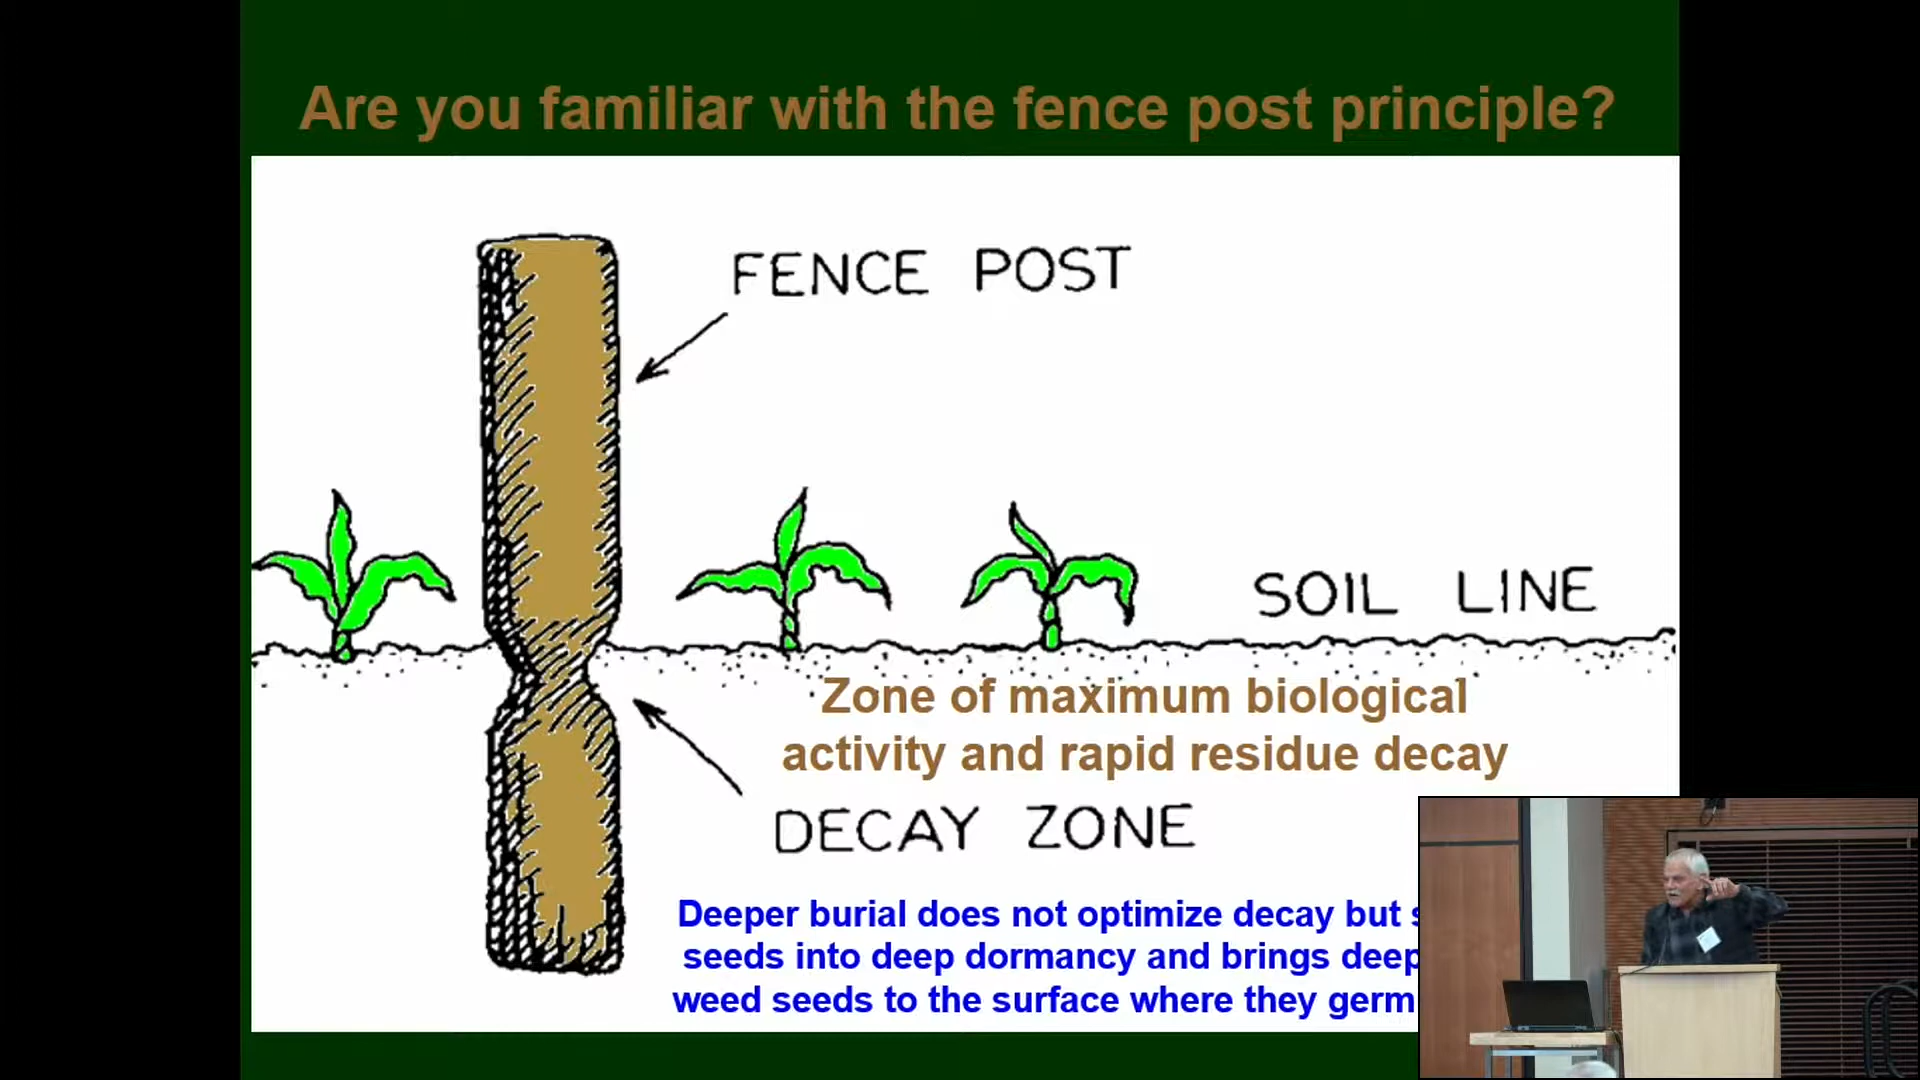 Are you familiar with the fence post principle?
FENCE POST
SOIL LINE
Zone of maximum biological
activity and rapid residue decay
DECAY ZONE
Deeper burial does not optimize decay but
seeds into deep dormancy and brings deep
weed seeds to the surface where they germ